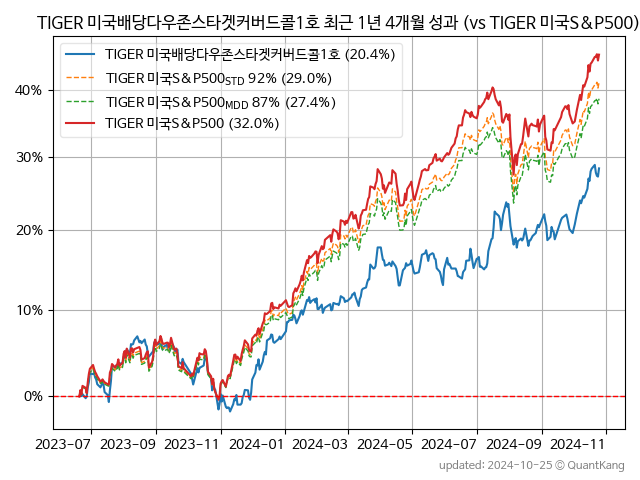 TIGER 미국배당다우존스타겟커버드콜1호 최근 1년 4개월 성과 (vs TIGER 미국S&P500)
TIGER 미국배당다우존스타겟커버드콜1호 (20.4%)
TIGER 미국S&P500STD 92% (29.0%)
TIGER 미국S&P500MDD 87% (27.4%)
TIGER 미국S&P500 (32.0%)
40%
30%
20%
10%
0%
2023-07 2023-09 2023-11 2024-01 2024-03 2024-05 2024-07 2024-09 2024-11
updated: 2024-10-25 © QuantKang